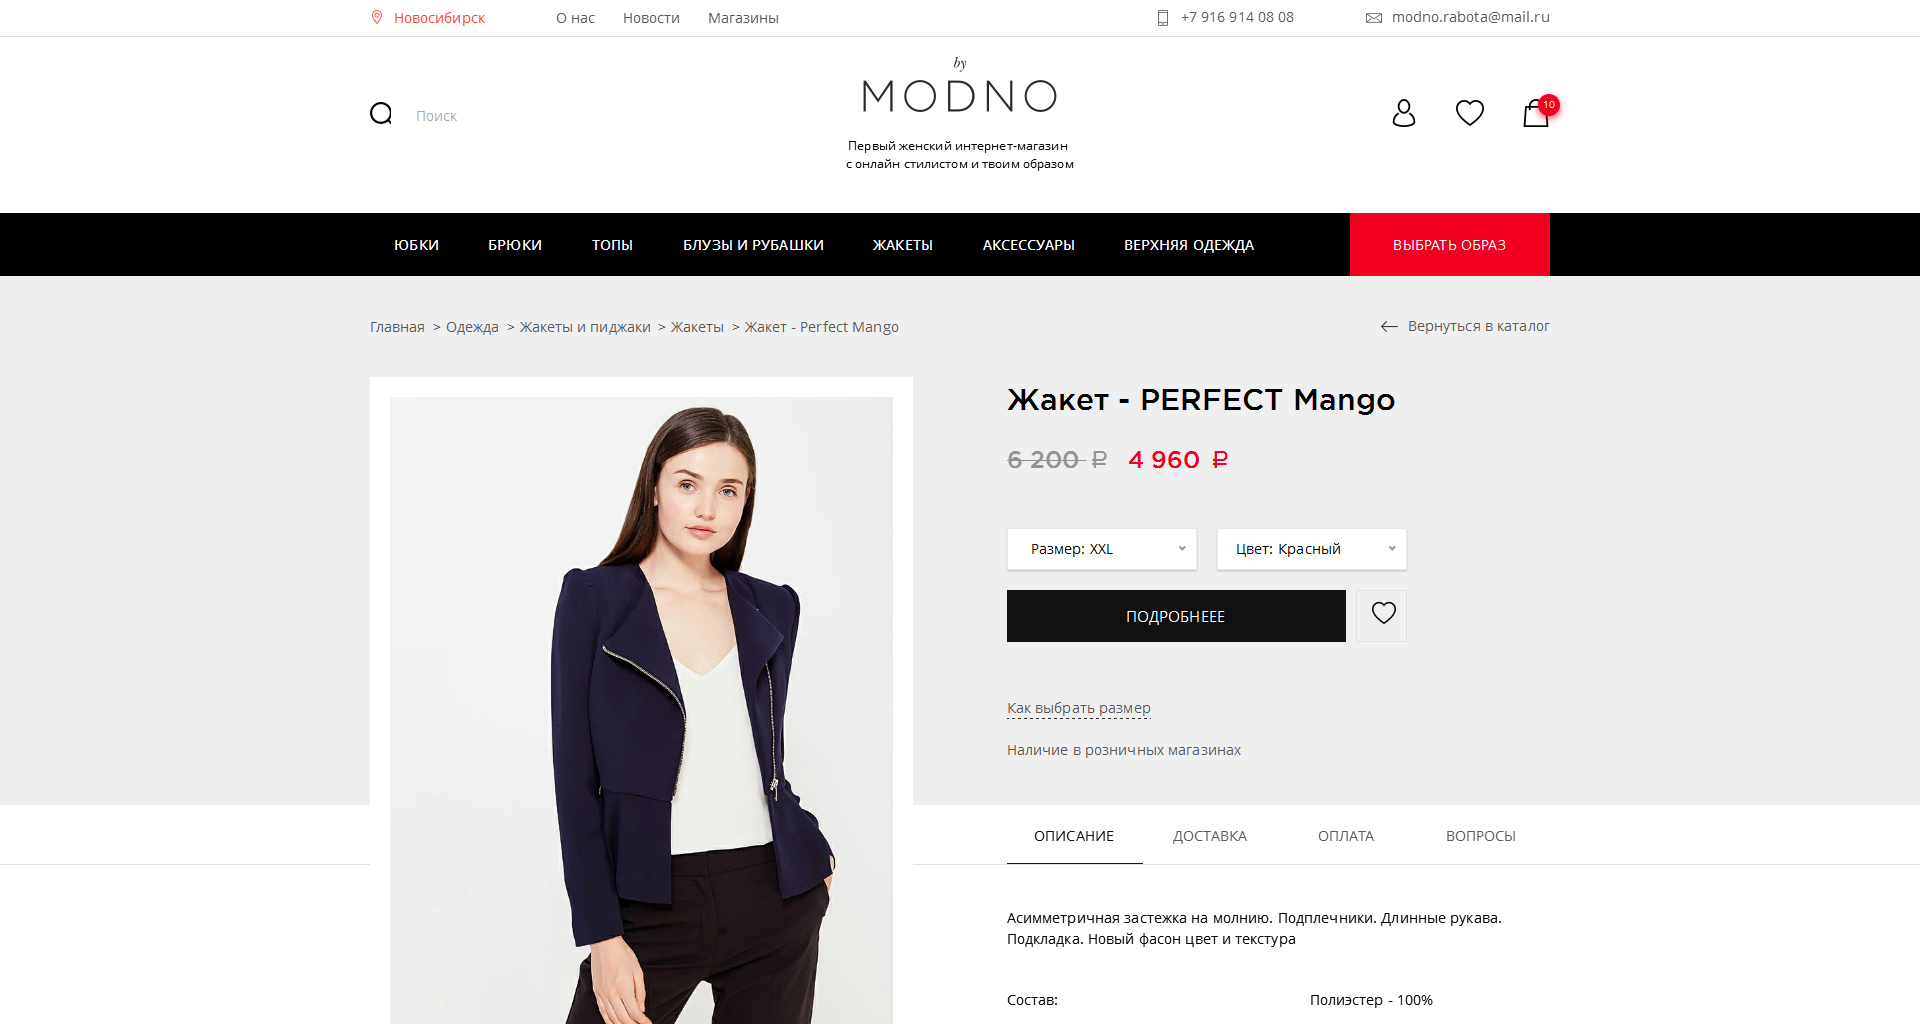 Новосибирск
О нас
Новости
Магазины
+7 916 914 08 08
modno.rabota@mail.ru
by
MODNO
Первый женский интернет-магазин
с онлайн стилистом и твоим образом
Поиск
10
ЮБКИ
БРЮКИ
ТОПЫ
БЛУЗЫ И РУБАШКИ
ЖАКЕТЫ
АКСЕССУАРЫ
ВЕРХНЯЯ ОДЕЖДА
ВЫБРАТЬ ОБРАЗ
Главная > Одежда > Жакеты и пиджаки > Жакеты > Жакет - Perfect Mango
Вернуться в каталог
Жакет - PERFECT Mango
6 200 ₽ 4 960 ₽
Размер: XXL
Цвет: Красный
ПОДРОБНЕЕЕ
Как выбрать размер
Наличие в розничных магазинах
ОПИСАНИЕ
ДОСТАВКА
ОПЛАТА
ВОПРОСЫ
Асимметричная застежка на молнию. Подплечники. Длинные рукава.
Подкладка. Новый фасон цвет и текстура
Состав: Полиэстер - 100%